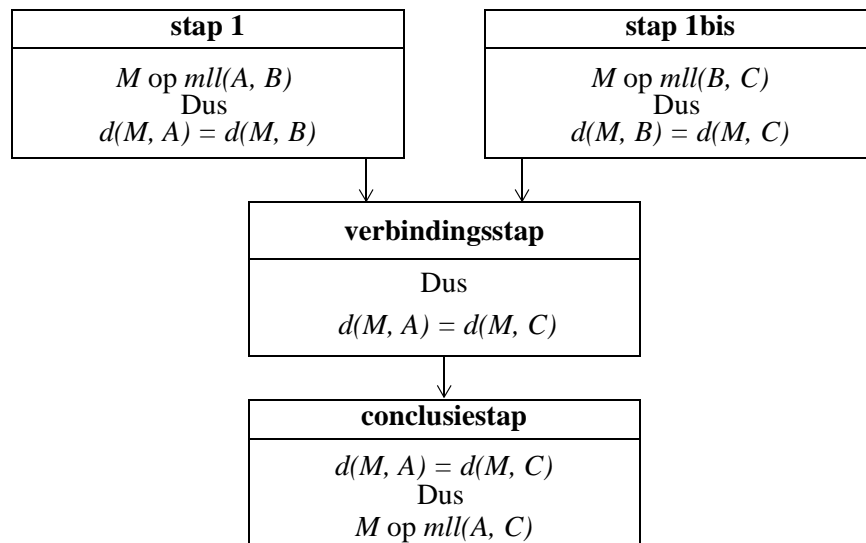 stap 1
M op mll(A, B)
Dus
d(M, A) = d(M, B)
stap 1bis
M op mll(B, C)
Dus
d(M, B) = d(M, C)
verbindingsstap
Dus
d(M, A) = d(M, C)
conclusiestap
d(M, A) = d(M, C)
Dus
M op mll(A, C)